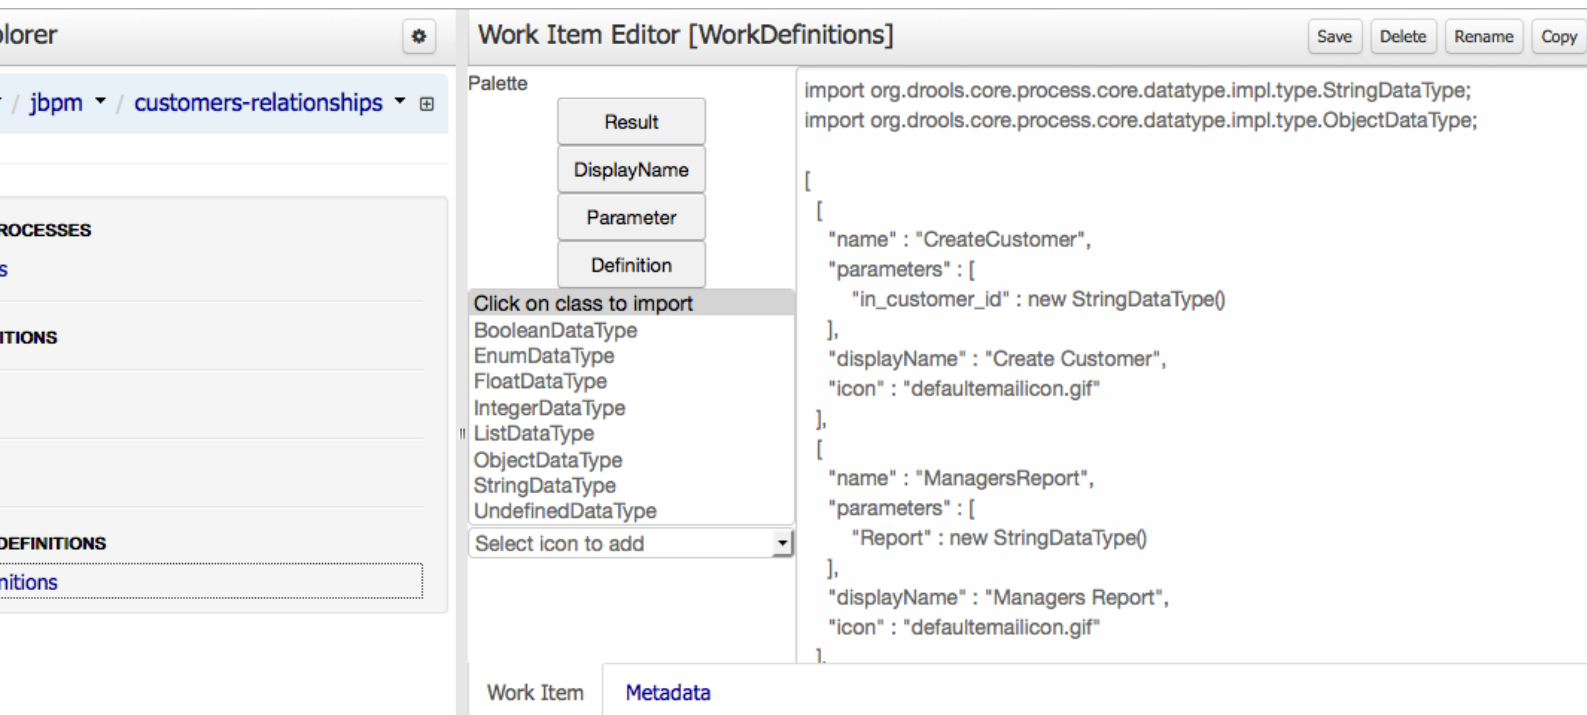 plorer
/ jbpm / customers-relationships
ROCESSES
s
ITIONS
DEFINITIONS
nitions
Work Item Editor [WorkDefinitions]
Save Delete Rename Copy
Palette
Result
DisplayName
Parameter
Definition
Click on class to import
BooleanDataType
EnumDataType
FloatDataType
IntegerDataType
ListDataType
ObjectDataType
StringDataType
UndefinedDataType
Select icon to add
import org.drools.core.process.core.datatype.impl.type.StringDataType;
import org.drools.core.process.core.datatype.impl.type.ObjectDataType;
[
[
"name" : "CreateCustomer",
"parameters" : [
"in_customer_id" : new StringDataType()
],
"displayName" : "Create Customer",
"icon" : "defaultemailicon.gif"
],
[
"name" : "ManagersReport",
"parameters" : [
"Report" : new StringDataType()
],
"displayName" : "Managers Report",
"icon" : "defaultemailicon.gif"
],
Work Item Metadata